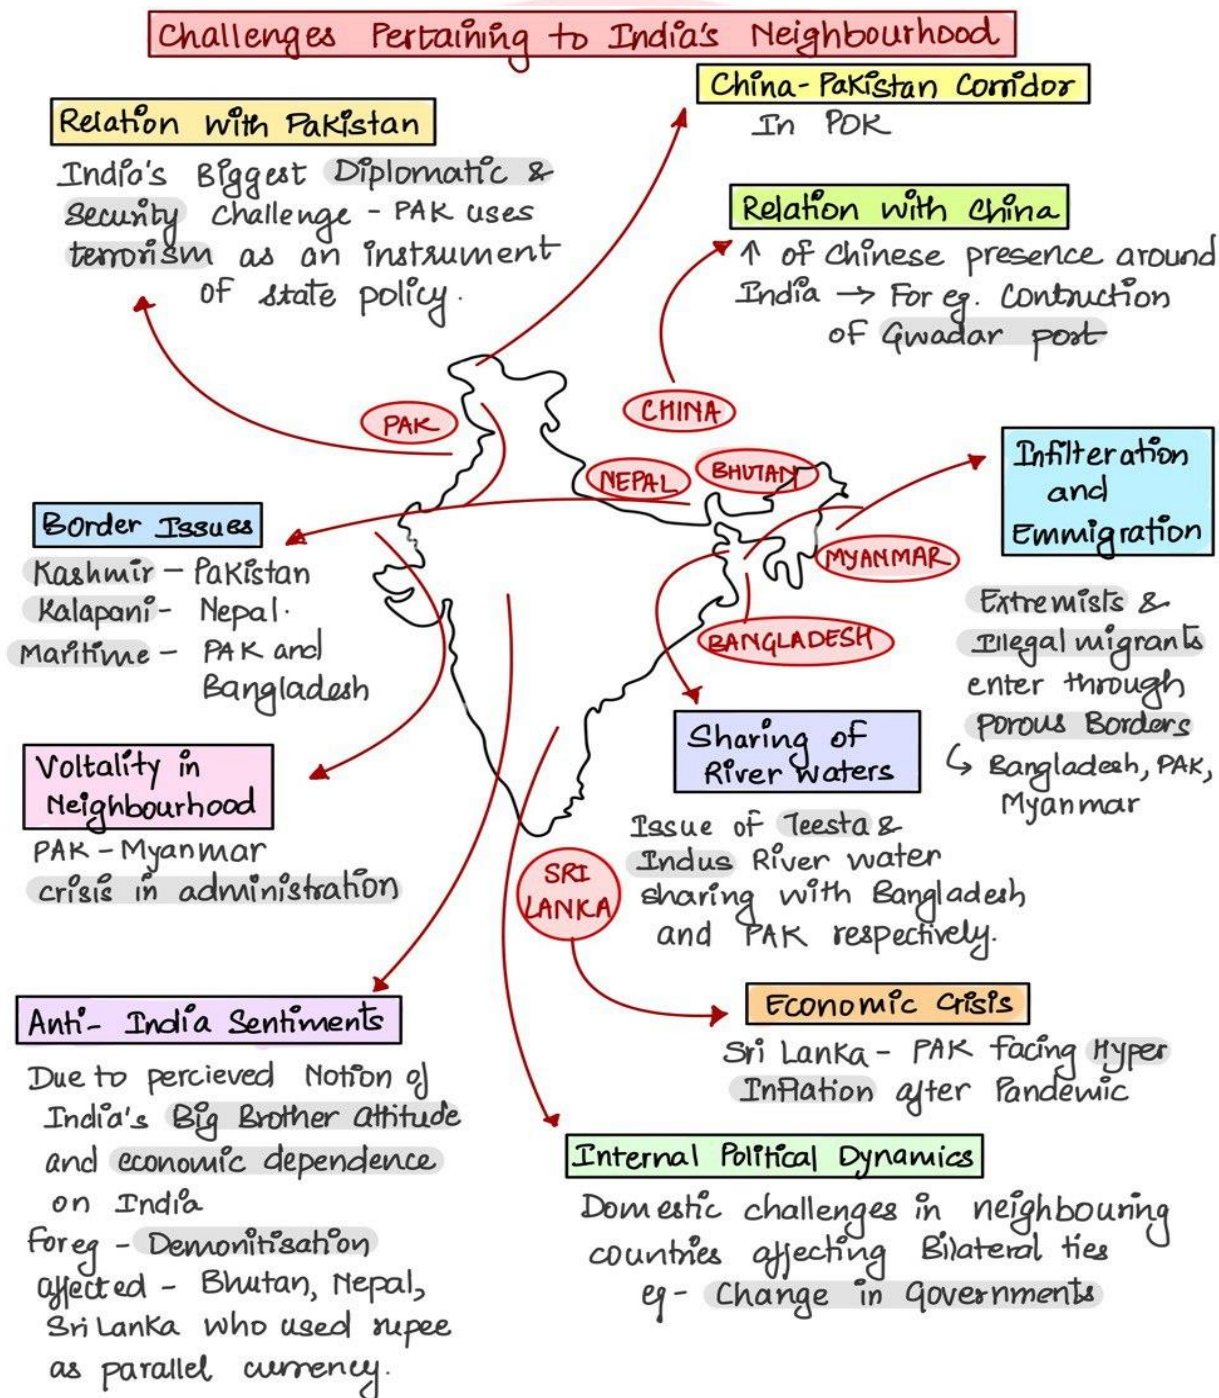 Challenges Pertaining to India's Neighbourhood
China-Pakistan Corridor
In POK
Relation with Pakistan
India's Biggest Diplomatic &
Security Challenge - PAK uses
terrorism as an instrument
of state policy.
Relation with China
↑ of Chinese presence around
India → For eg. Contruction
of Gwadar port
PAK
CHINA
NEPAL
BHUTAN
MYANMAR
BANGLADESH
SRI
LANKA
Infilteration
and
Emmigration
Extremists &
Illegal migrants
enter through
Porous Borders
↳ Bangladesh, PAK,
Myanmar
Border Issues
Kashmir - Pakistan
Kalapani - Nepal.
Maritime - PAK and
Bangladesh
Voltality in
Neighbourhood
PAK - Myanmar
crisis in administration
Sharing of
River Waters
Issue of Teesta &
Indus River water
sharing with Bangladesh
and PAK respectively.
Anti- India Sentiments
Due to percieved Notion of
India's Big Brother attitude
and economic dependence
on India
For eg - Demonitisation
affected - Bhutan, Nepal,
Sri Lanka who used rupee
as parallel currency.
Economic Crisis
Sri Lanka - PAK facing Hyper
Inflation after Pandemic
Internal Political Dynamics
Domestic challenges in neighbouring
countries affecting Bilateral ties
eg - Change in Governments